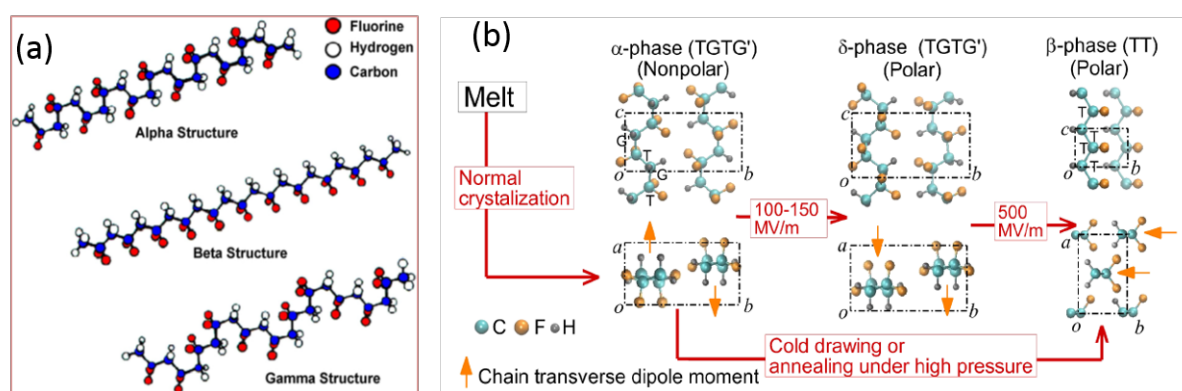 (a)
Fluorine
Hydrogen
Carbon
Alpha Structure
Beta Structure
Gamma Structure
(b)
α-phase (TGTG')
(Nonpolar)
δ-phase (TGTG')
(Polar)
β-phase (TT)
(Polar)
Melt
Normal
crystalization
c
G'
T
T
G
o
T
b
100-150
MV/m
c
o
b
500
MV/m
T
c
T
T
o
b
a
o
b
a
o
b
a
o
b
C
F
H
Chain transverse dipole moment
Cold drawing or
annealing under high pressure